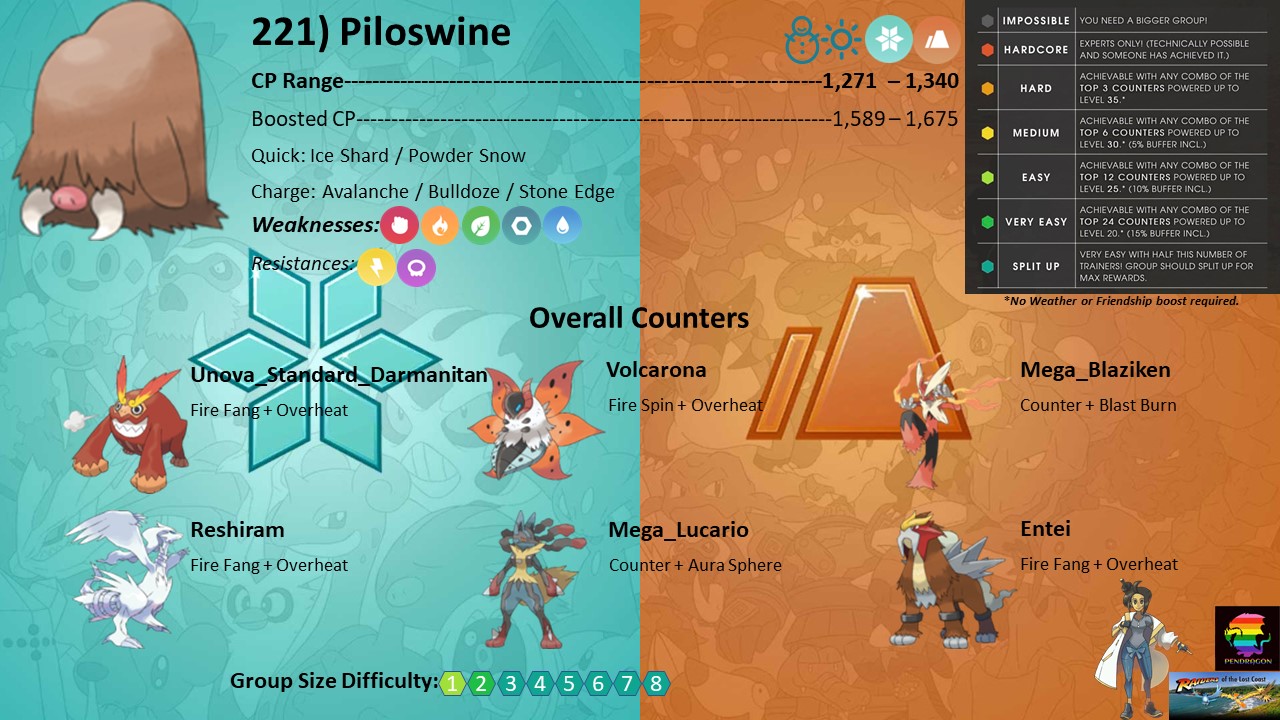 221) Piloswine
CP Range------------------------------------------------------------------1,271 – 1,340
Boosted CP------------------------------------------------------------------1,589 – 1,675
Quick: Ice Shard / Powder Snow
Charge: Avalanche / Bulldoze / Stone Edge
Weaknesses:
Resistances:
IMPOSSIBLE YOU NEED A BIGGER GROUP!
HARDCORE EXPERTS ONLY! (TECHNICALLY POSSIBLE
AND SOMEONE HAS ACHIEVED IT.)
HARD ACHIEVABLE WITH ANY COMBO OF THE
TOP 3 COUNTERS POWERED UP TO
LEVEL 35.*
MEDIUM ACHIEVABLE WITH ANY COMBO OF THE
TOP 6 COUNTERS POWERED UP TO
LEVEL 30.* (5% BUFFER INCL.)
EASY ACHIEVABLE WITH ANY COMBO OF THE
TOP 12 COUNTERS POWERED UP TO
LEVEL 25.* (10% BUFFER INCL.)
VERY EASY ACHIEVABLE WITH ANY COMBO OF THE
TOP 24 COUNTERS POWERED UP TO
LEVEL 20.* (15% BUFFER INCL.)
SPLIT UP VERY EASY WITH HALF THIS NUMBER OF
TRAINERS! GROUP SHOULD SPLIT UP FOR
MAX REWARDS.
*No Weather or Friendship boost required.
Overall Counters
Unova_Standard_Darmanitan
Fire Fang + Overheat
Volcarona
Fire Spin + Overheat
Mega_Blaziken
Counter + Blast Burn
Reshiram
Fire Fang + Overheat
Mega_Lucario
Counter + Aura Sphere
Entei
Fire Fang + Overheat
Group Size Difficulty: 1 2 3 4 5 6 7 8
PENDRAGON
RAIDERS of the Lost Coast